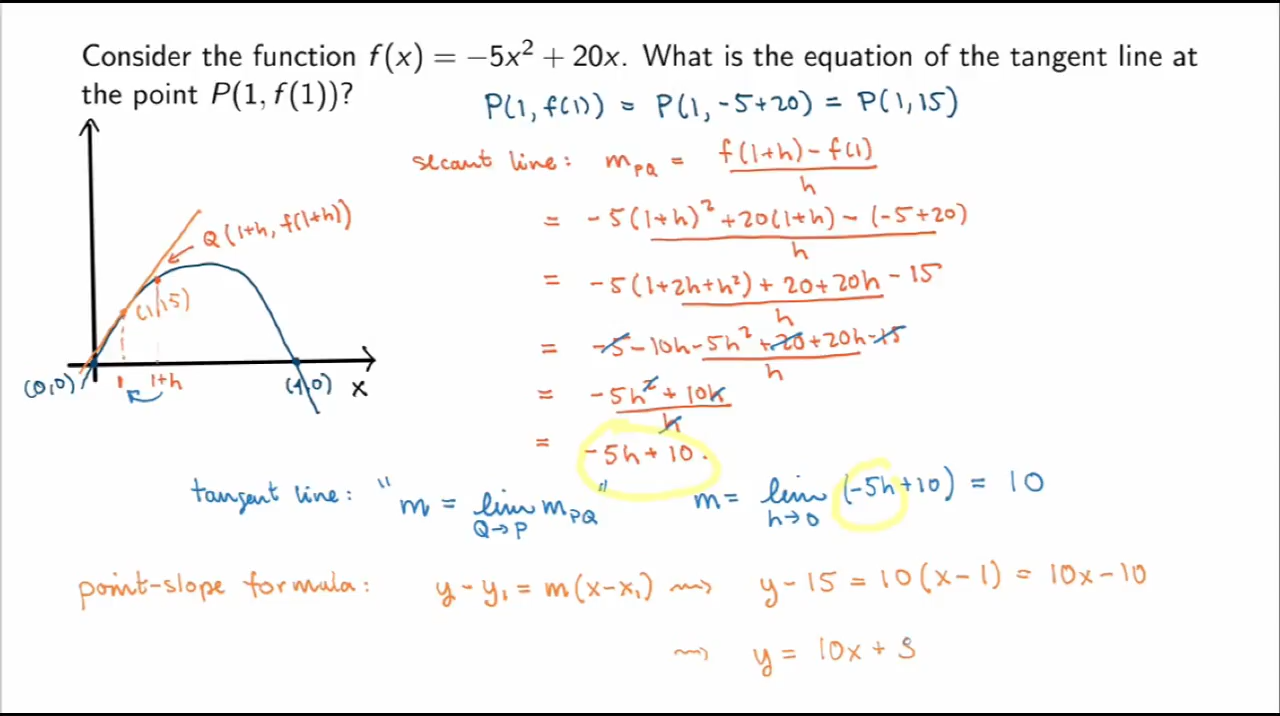 Consider the function f(x) = −5x² + 20x. What is the equation of the tangent line at
the point P(1, f(1))?
P(1, f(1)) = P(1, -5+20) = P(1,15)
secant line: m_PQ = f(1+h) - f(1) / h
= -5(1+h)² + 20(1+h) - (-5+20) / h
= -5(1+2h+h²) + 20+20h - 15 / h
= -5 - 10h - 5h² + 20 + 20h - 15 / h
= -5h² + 10h / h
= -5h + 10.
Q(1+h, f(1+h))
(1,15)
(0,0) 1 1+h (4,0) x
tangent line: " m = lim Q→P m_PQ " m = lim h→0 (-5h+10) = 10
point-slope formula: y - y₁ = m(x-x₁) ⇝ y - 15 = 10(x-1) = 10x - 10
⇝ y = 10x +